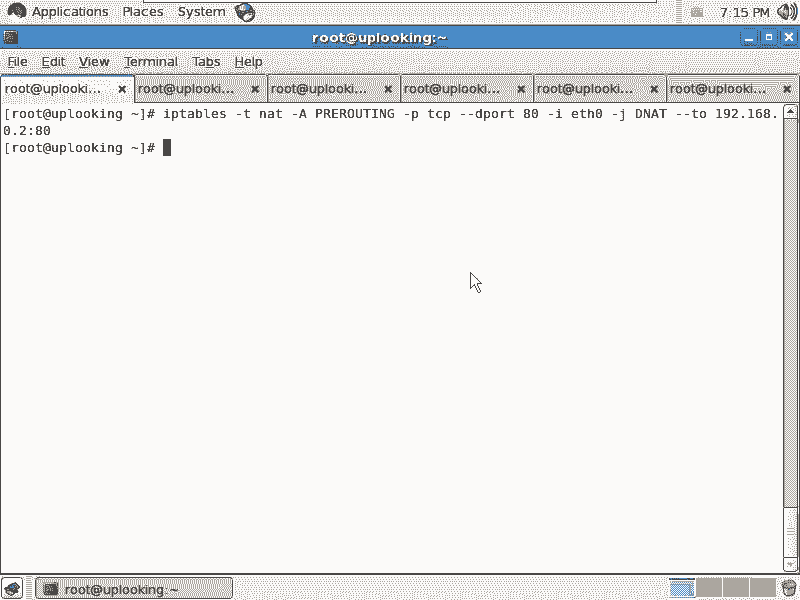 Applications Places System 7:15 PM
root@uplooking:~
File Edit View Terminal Tabs Help
root@uplooki... root@uplooki... root@uplooki... root@uplooki... root@uplooki... root@uplooki...
[root@uplooking ~]# iptables -t nat -A PREROUTING -p tcp --dport 80 -i eth0 -j DNAT --to 192.168.
0.2:80
[root@uplooking ~]#
root@uplooking:~